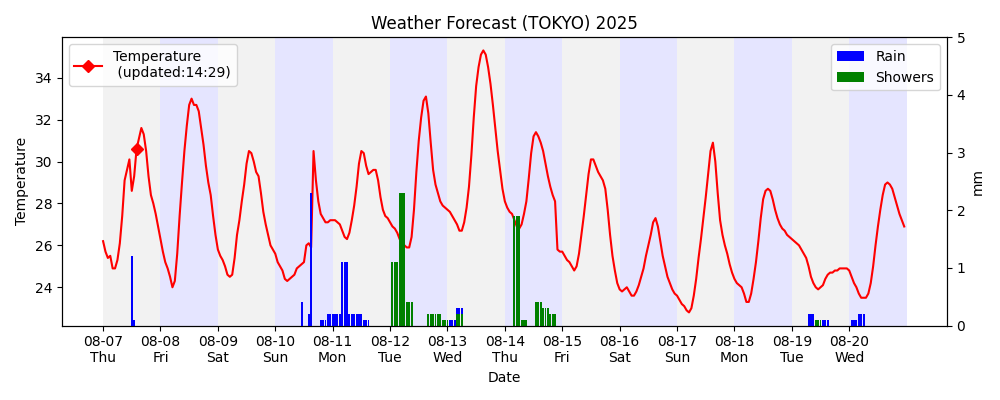 Weather Forecast (TOKYO) 2025
Temperature
(updated:14:29)
Rain
Showers
Temperature
34
32
30
28
26
24
5
4
3
2
1
0
mm
08-07 08-08 08-09 08-10 08-11 08-12 08-13 08-14 08-15 08-16 08-17 08-18 08-19 08-20
Thu Fri Sat Sun Mon Tue Wed Thu Fri Sat Sun Mon Tue Wed
Date